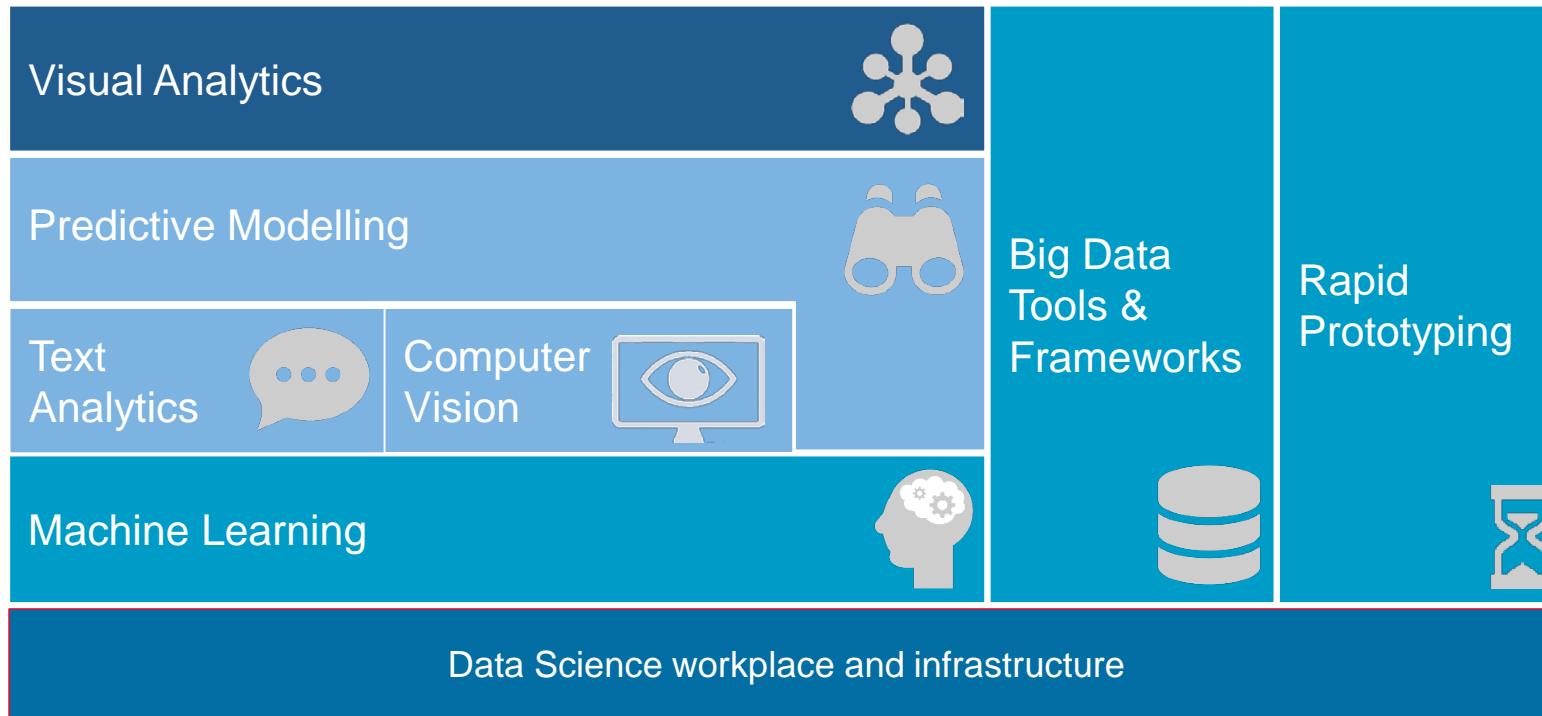 Visual Analytics
Predictive Modelling
Text
Analytics
Computer
Vision
Machine Learning
Big Data
Tools &
Frameworks
Rapid
Prototyping
Data Science workplace and infrastructure